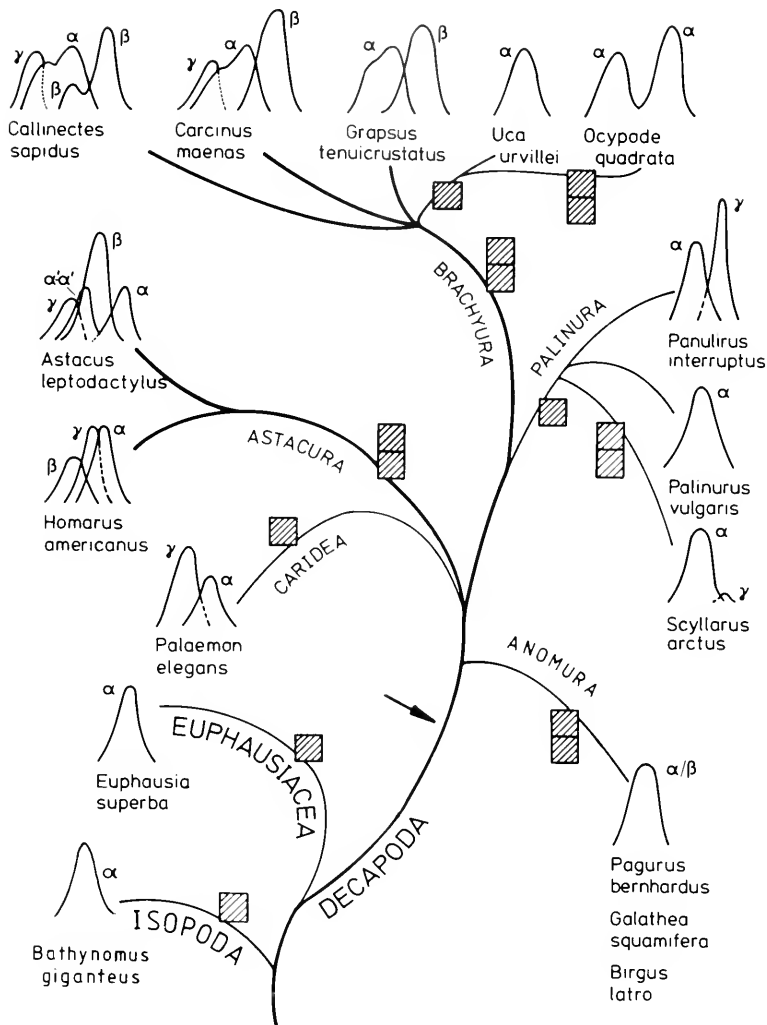 γ α β β
Callinectes
sapidus
γ α β
Carcinus
maenas
α β
Grapsus
tenuicrustatus
Uca
urvillei
α α
Ocypode
quadrata
γ α'α' β α
Astacus
leptodactylus
BRACHYURA
PALINURA
α γ
Panulirus
interruptus
ASTACURA
β γ α
Homarus
americanus
α
Palinurus
vulgaris
CARIDEA
γ α
Palaemon
elegans
α γ
Scyllarus
arctus
ANOMURA
α
Euphausia
superba
EUPHAUSIACEA
DECAPODA
α/β
Pagurus
bernhardus
Galathea
squamifera
Birgus
latro
α
Bathynomus
giganteus
ISOPODA